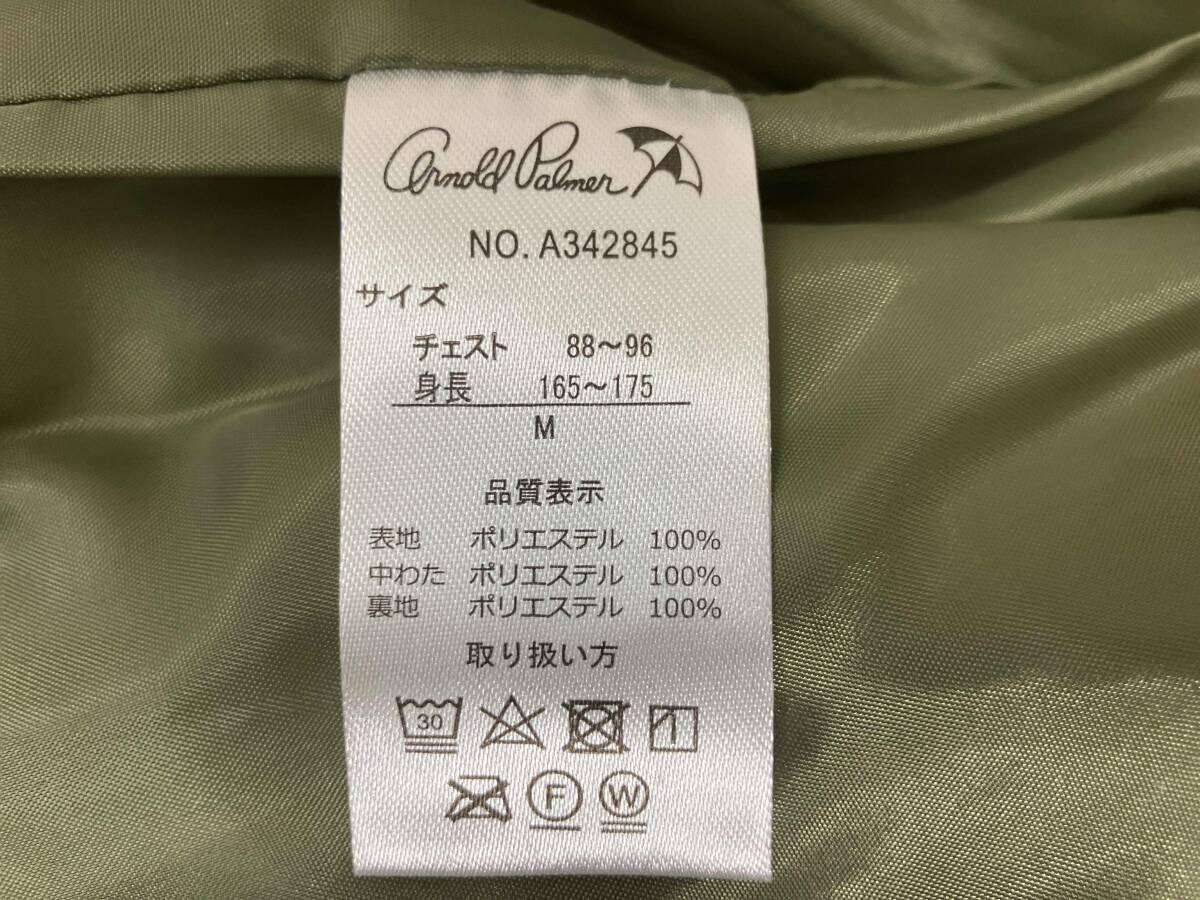 Arnold Palmer
NO. A342845
サイズ
チェスト 88～96
身長 165～175
M
品質表示
表地 ポリエステル 100%
中わた ポリエステル 100%
裏地 ポリエステル 100%
取り扱い方
30
F W